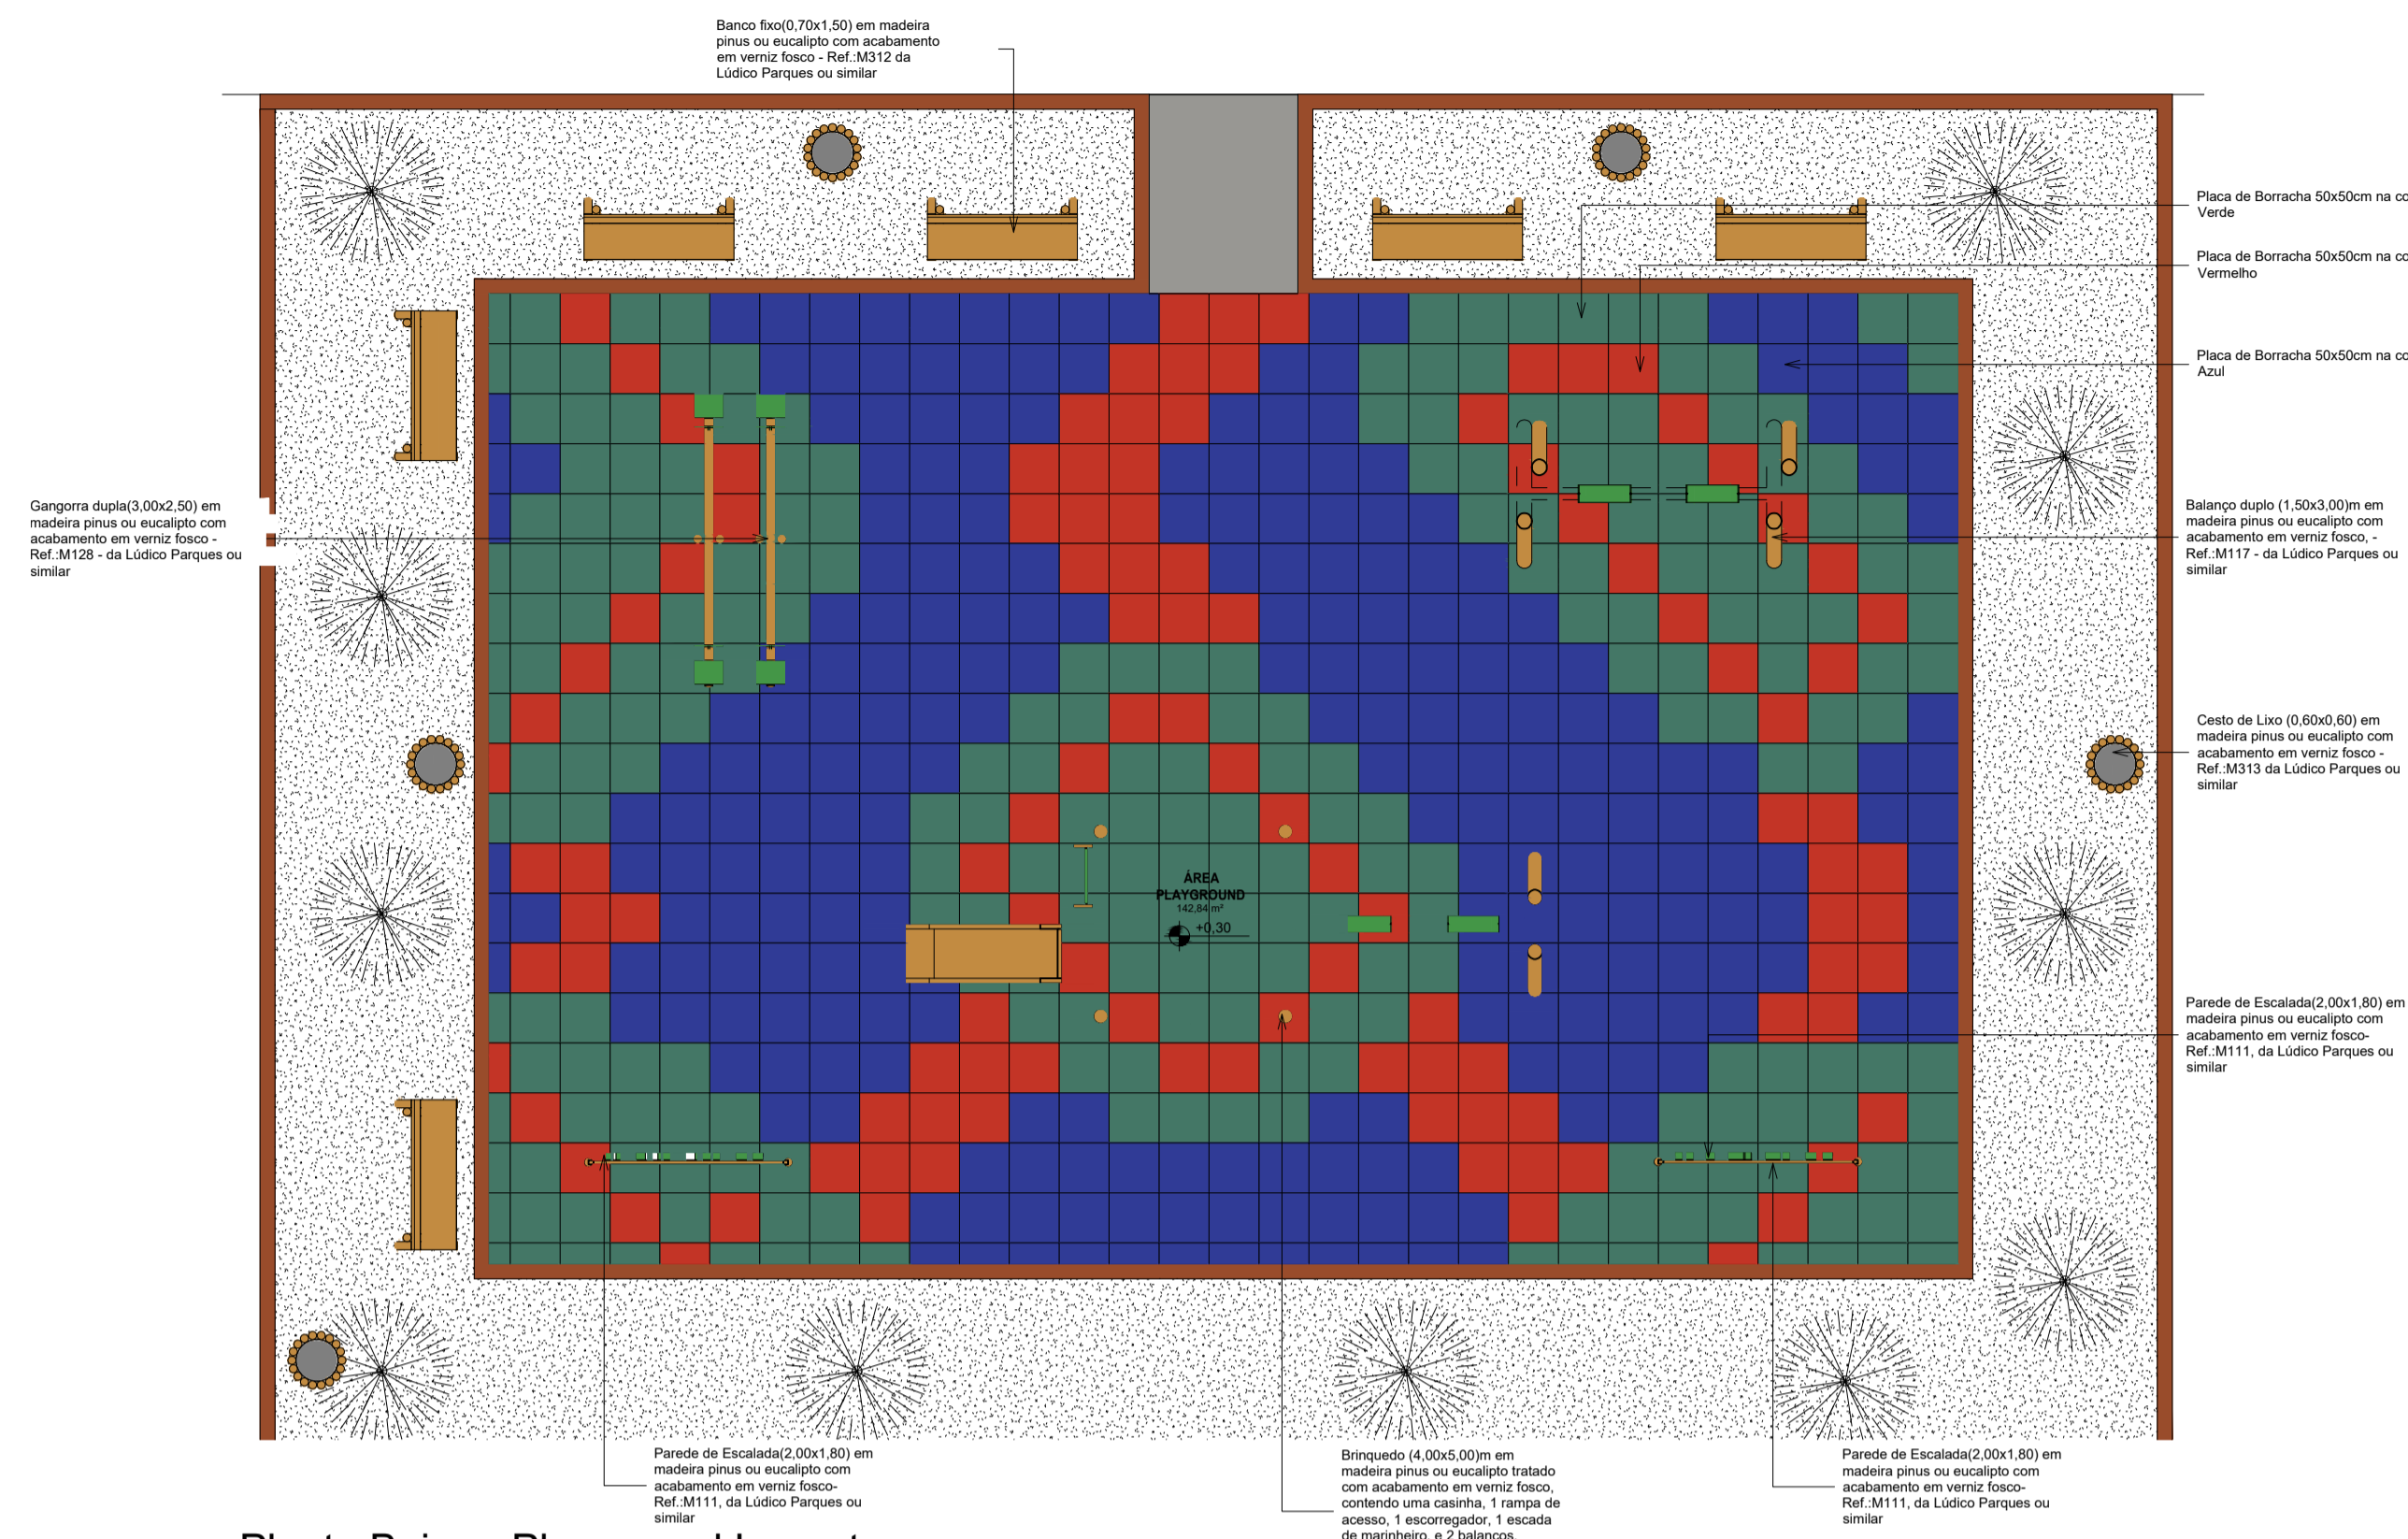 Banco fixo(0,70x1,50) em madeira
pinus ou eucalipto com acabamento
em verniz fosco - Ref.:M312 da
Lúdico Parques ou similar
Placa de Borracha 50x50cm na co
Verde
Placa de Borracha 50x50cm na co
Vermelho
Placa de Borracha 50x50cm na co
Azul
Gangorra dupla(3,00x2,50) em
madeira pinus ou eucalipto com
acabamento em verniz fosco -
Ref.:M128 - da Lúdico Parques ou
similar
Balanço duplo (1,50x3,00)m em
madeira pinus ou eucalipto com
acabamento em verniz fosco, -
Ref.:M117 - da Lúdico Parques ou
similar
Cesto de Lixo (0,60x0,60) em
madeira pinus ou eucalipto com
acabamento em verniz fosco -
Ref.:M313 da Lúdico Parques ou
similar
ÁREA
PLAYGROUND
142,84 m²
+0,30
Parede de Escalada(2,00x1,80) em
madeira pinus ou eucalipto com
acabamento em verniz fosco-
Ref.:M111, da Lúdico Parques ou
similar
Parede de Escalada(2,00x1,80) em
madeira pinus ou eucalipto com
acabamento em verniz fosco-
Ref.:M111, da Lúdico Parques ou
similar
Brinquedo (4,00x5,00)m em
madeira pinus ou eucalipto tratado
com acabamento em verniz fosco,
contendo uma casinha, 1 rampa de
acesso, 1 escorregador, 1 escada
de marinheiro, e 2 balanços.
Parede de Escalada(2,00x1,80) em
madeira pinus ou eucalipto com
acabamento em verniz fosco-
Ref.:M111, da Lúdico Parques ou
similar